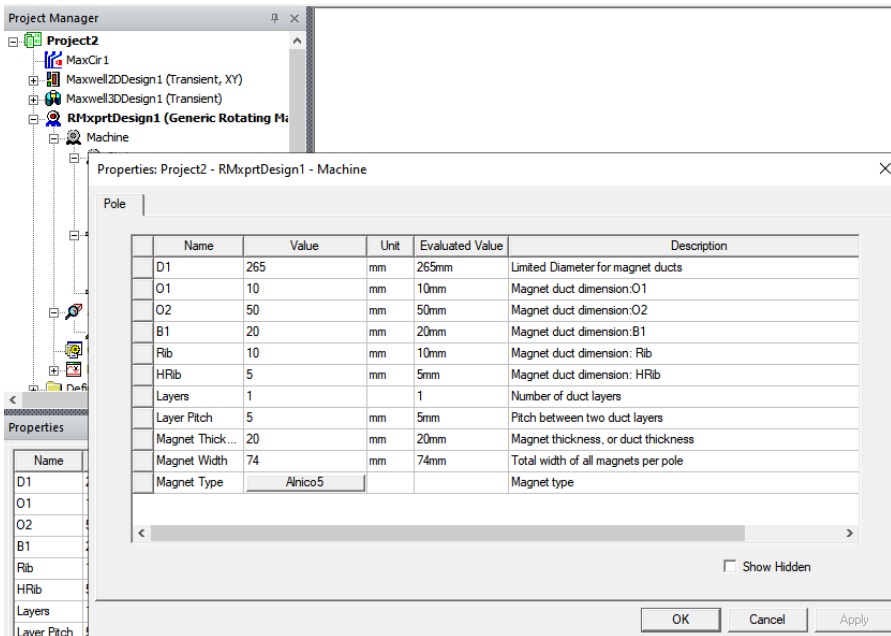 Project Manager
Project2
MaxCir1
Maxwell2DDesign1 (Transient, XY)
Maxwell3DDesign1 (Transient)
RMxprtDesign1 (Generic Rotating Ma
Machine
Properties: Project2 - RMxprtDesign1 - Machine
Pole
Name Value Unit Evaluated Value Description
D1 265 mm 265mm Limited Diameter for magnet ducts
O1 10 mm 10mm Magnet duct dimension:O1
O2 50 mm 50mm Magnet duct dimension:O2
B1 20 mm 20mm Magnet duct dimension:B1
Rib 10 mm 10mm Magnet duct dimension: Rib
HRib 5 mm 5mm Magnet duct dimension: HRib
Layers 1 1 Number of duct layers
Layer Pitch 5 mm 5mm Pitch between two duct layers
Magnet Thick... 20 mm 20mm Magnet thickness, or duct thickness
Magnet Width 74 mm 74mm Total width of all magnets per pole
Magnet Type Alnico5 Magnet type
Show Hidden
OK Cancel Apply
Defi
Properties
Name
D1
O1
O2
B1
Rib
HRib
Layers
Layer Pitch